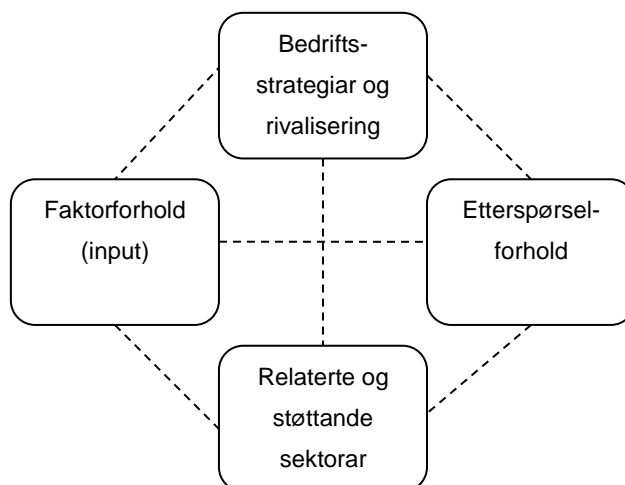 Bedrifts-
strategiar og
rivalisering
Faktorforhold
(input)
Etterspørsel-
forhold
Relaterte og
støttande
sektorar